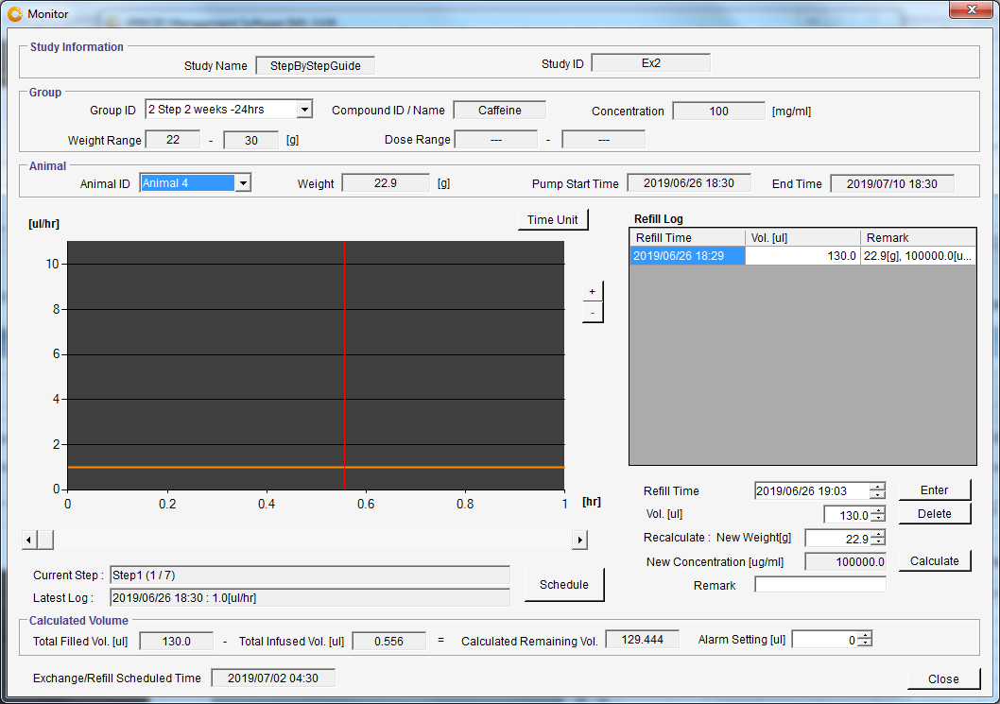 Monitor
Study Information
Study Name StepByStepGuide Study ID Ex2
Group
Group ID 2 Step 2 weeks -24hrs Compound ID / Name Caffeine Concentration 100 [mg/ml]
Weight Range 22 - 30 [g] Dose Range --- - ---
Animal
Animal ID Animal 4 Weight 22.9 [g] Pump Start Time 2019/06/26 18:30 End Time 2019/07/10 18:30
[ul/hr] Time Unit
10
8
6
4
2
0
0 0.2 0.4 0.6 0.8 1 [hr]
+
-
Refill Log
Refill Time Vol. [ul] Remark
2019/06/26 18:29 130.0 22.9[g], 100000.0[u...
Refill Time 2019/06/26 19:03 Enter
Vol. [ul] 130.0 Delete
Recalculate : New Weight[g] 22.9
New Concentration [ug/ml] 100000.0 Calculate
Remark
Current Step : Step1 (1 / 7)
Latest Log : 2019/06/26 18:30 : 1.0[ul/hr]
Schedule
Calculated Volume
Total Filled Vol. [ul] 130.0 - Total Infused Vol. [ul] 0.556 = Calculated Remaining Vol. 129.444 Alarm Setting [ul] 0
Exchange/Refill Scheduled Time 2019/07/02 04:30 Close